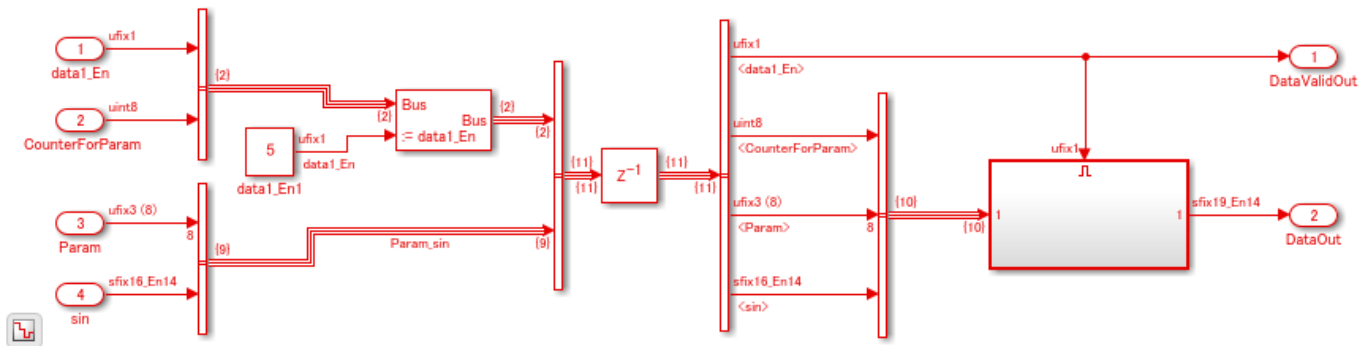 1
ufix1
data1_En
2
uint8
CounterForParam
{2}
{2}
5
ufix1
data1_En
data1_En1
Bus
:= data1_En
Bus
{2}
{2}
3
ufix3 (8)
8
Param
4
sfix16_En14
sin
{9}
Param_sin
{9}
{11}
{11}
z⁻¹
{11}
{11}
ufix1
<data1_En>
uint8
<CounterForParam>
ufix3 (8)
<Param>
8
sfix16_En14
<sin>
{10}
{10}
ufix1
1
1
sfix19_En14
1
DataValidOut
2
DataOut